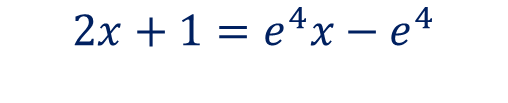 2x + 1 = e⁴x − e⁴